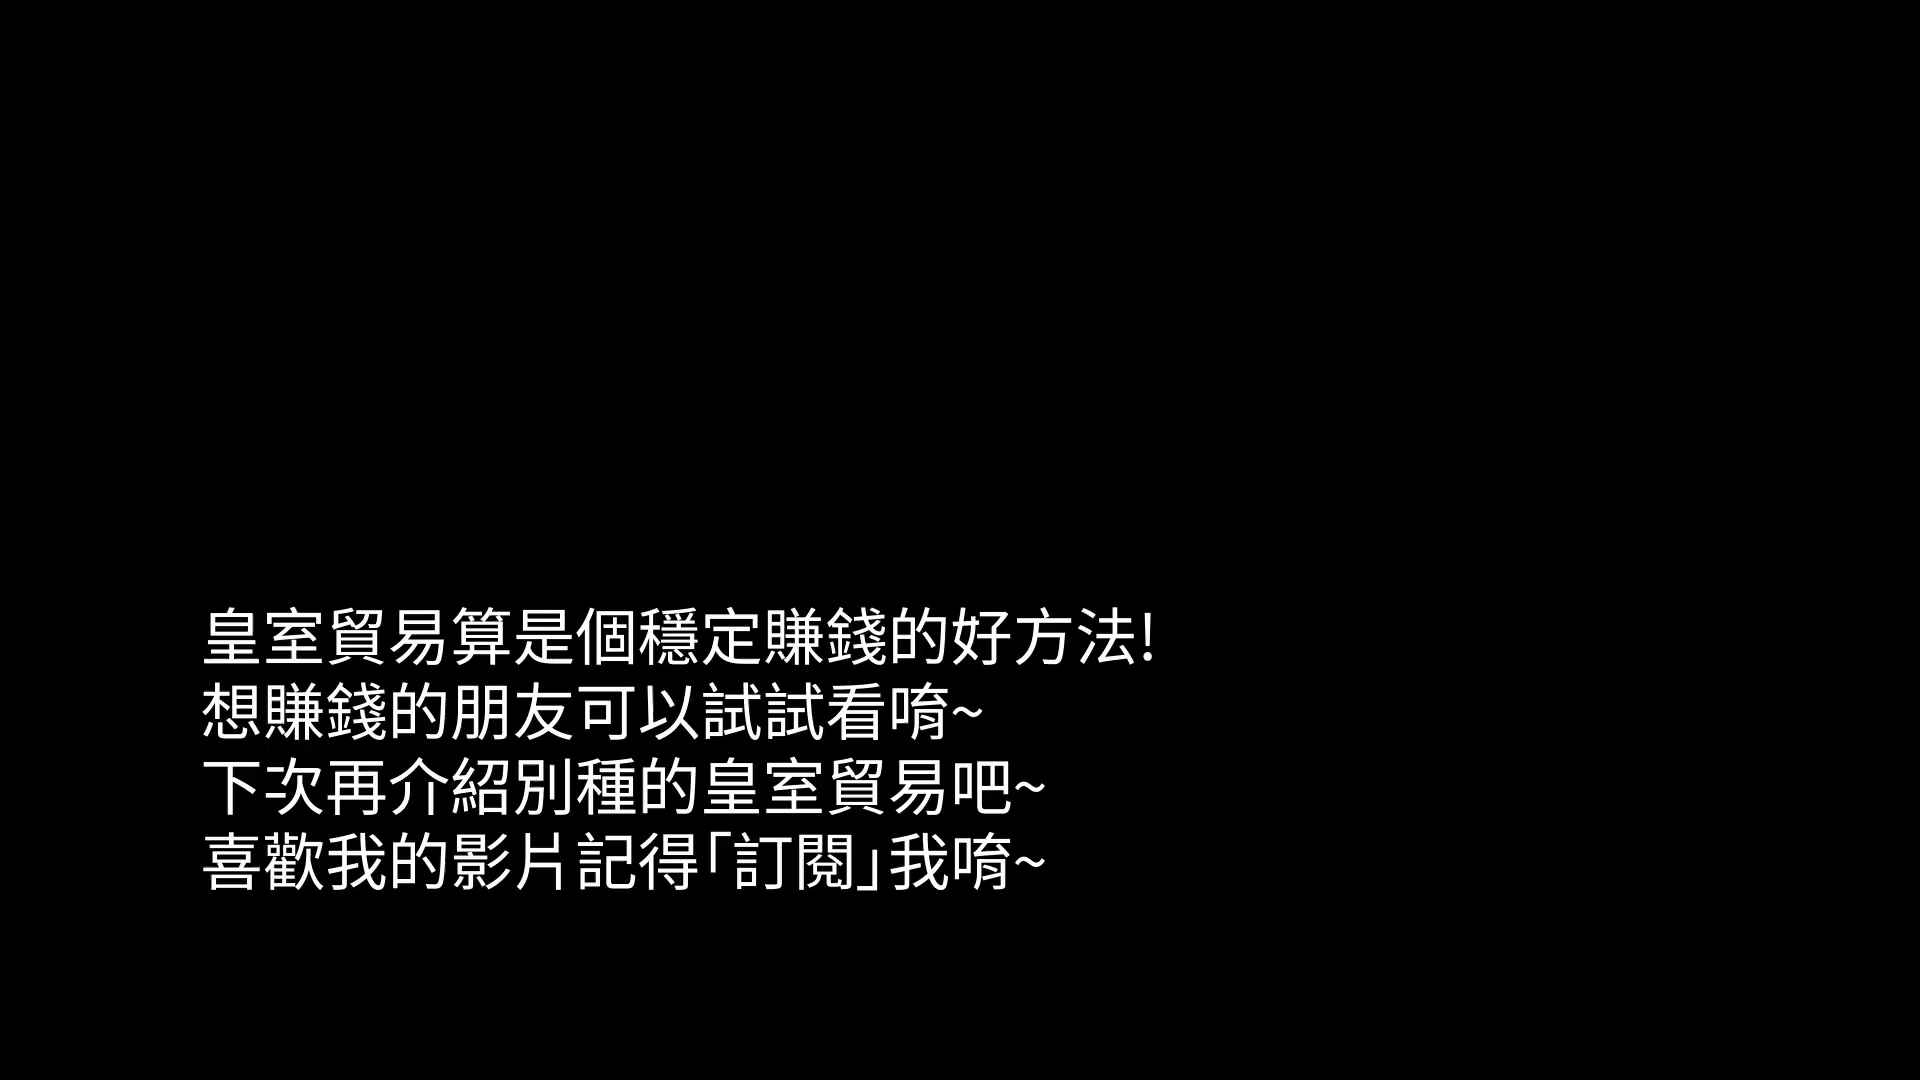 皇室貿易算是個穩定賺錢的好方法!
想賺錢的朋友可以試試看唷~
下次再介紹別種的皇室貿易吧~
喜歡我的影片記得｢訂閱｣我唷~